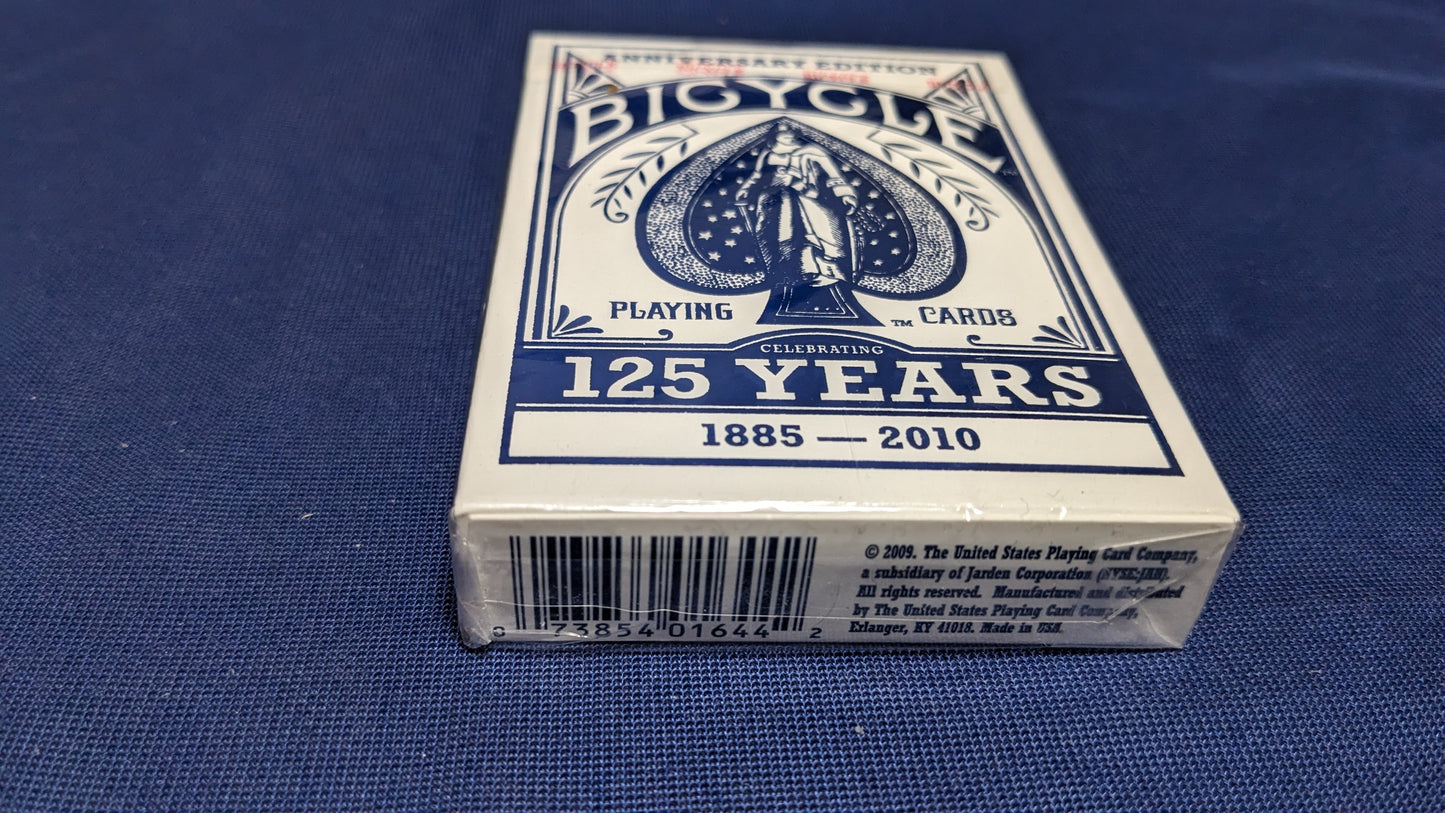 ANNIVERSARY EDITION
BICYCLE
PLAYING ™ CARDS
CELEBRATING
125 YEARS
1885 — 2010
© 2009. The United States Playing Card Company,
a subsidiary of Jarden Corporation (NYSE:JAH).
All rights reserved. Manufactured and distributed
by The United States Playing Card Company,
Erlanger, KY 41018. Made in USA.
0 73854 01644 2